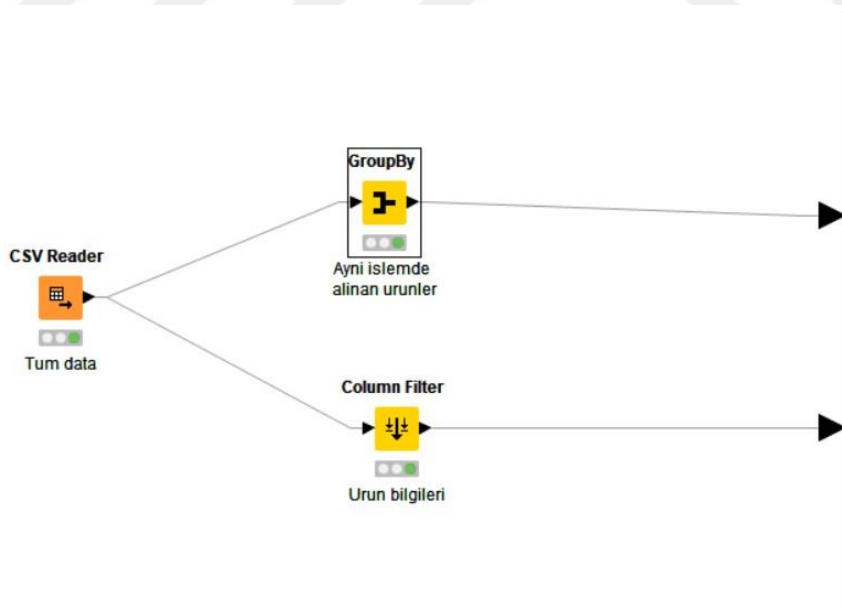 GroupBy
Ayni islemde
alinan urunler
CSV Reader
Tum data
Column Filter
Urun bilgileri